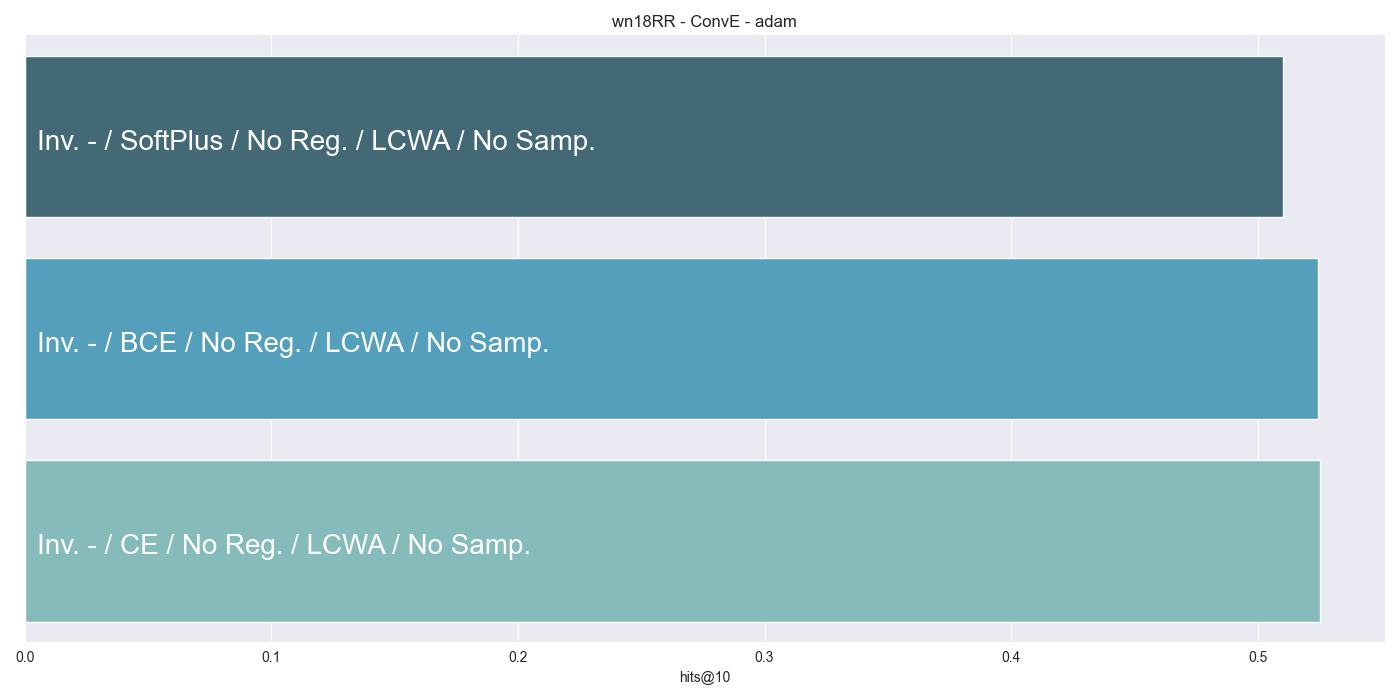 wn18RR - ConvE - adam
Inv. - / SoftPlus / No Reg. / LCWA / No Samp.
Inv. - / BCE / No Reg. / LCWA / No Samp.
Inv. - / CE / No Reg. / LCWA / No Samp.
0.0 0.1 0.2 0.3 0.4 0.5
hits@10